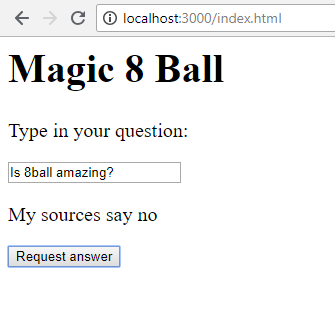 localhost:3000/index.html
Magic 8 Ball
Type in your question:
Is 8ball amazing?
My sources say no
Request answer